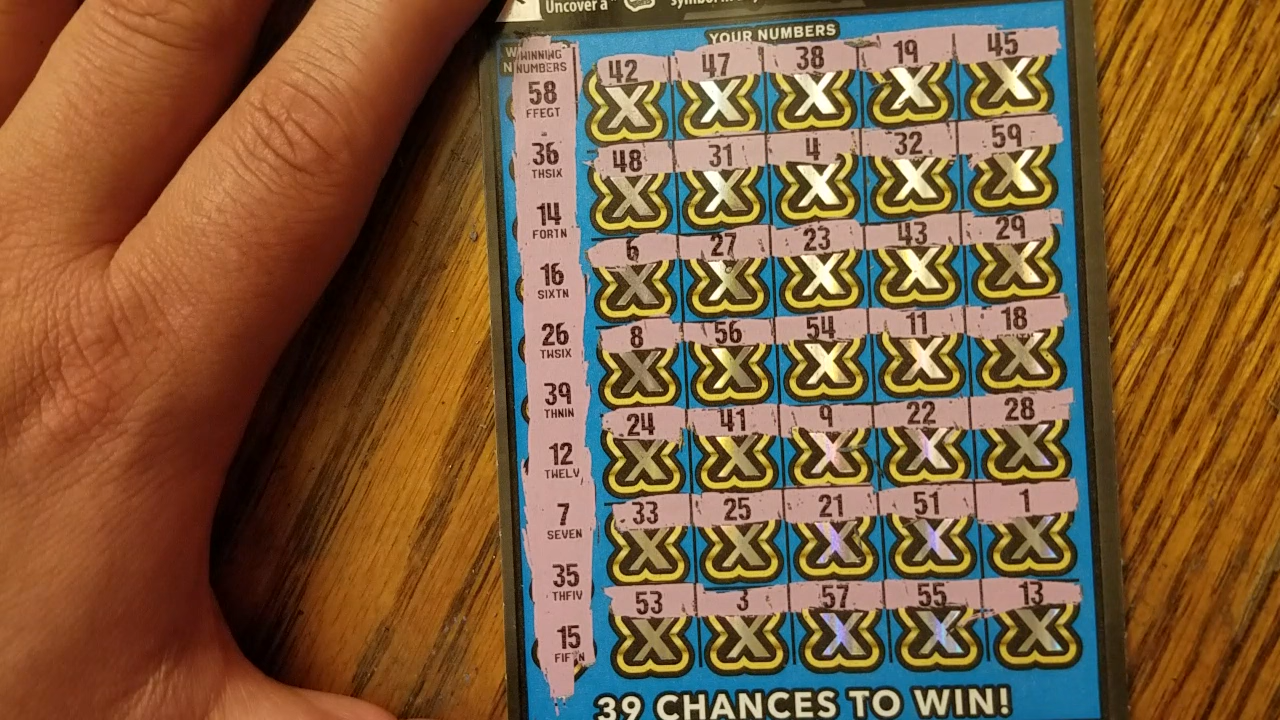 Uncover a
YOUR NUMBERS
WINNING
NUMBERS
42 47 38 19 45
58
FFEGT
48 31 4 32 59
36
THSIX
6 27 23 43 29
14
FORTN
16
SIXTN
8 56 54 11 18
26
TWSIX
24 41 9 22 28
39
THNIN
12
TWELV
33 25 21 51 1
7
SEVEN
53 3 57 55 13
35
THFIV
15
39 CHANCES TO WIN!